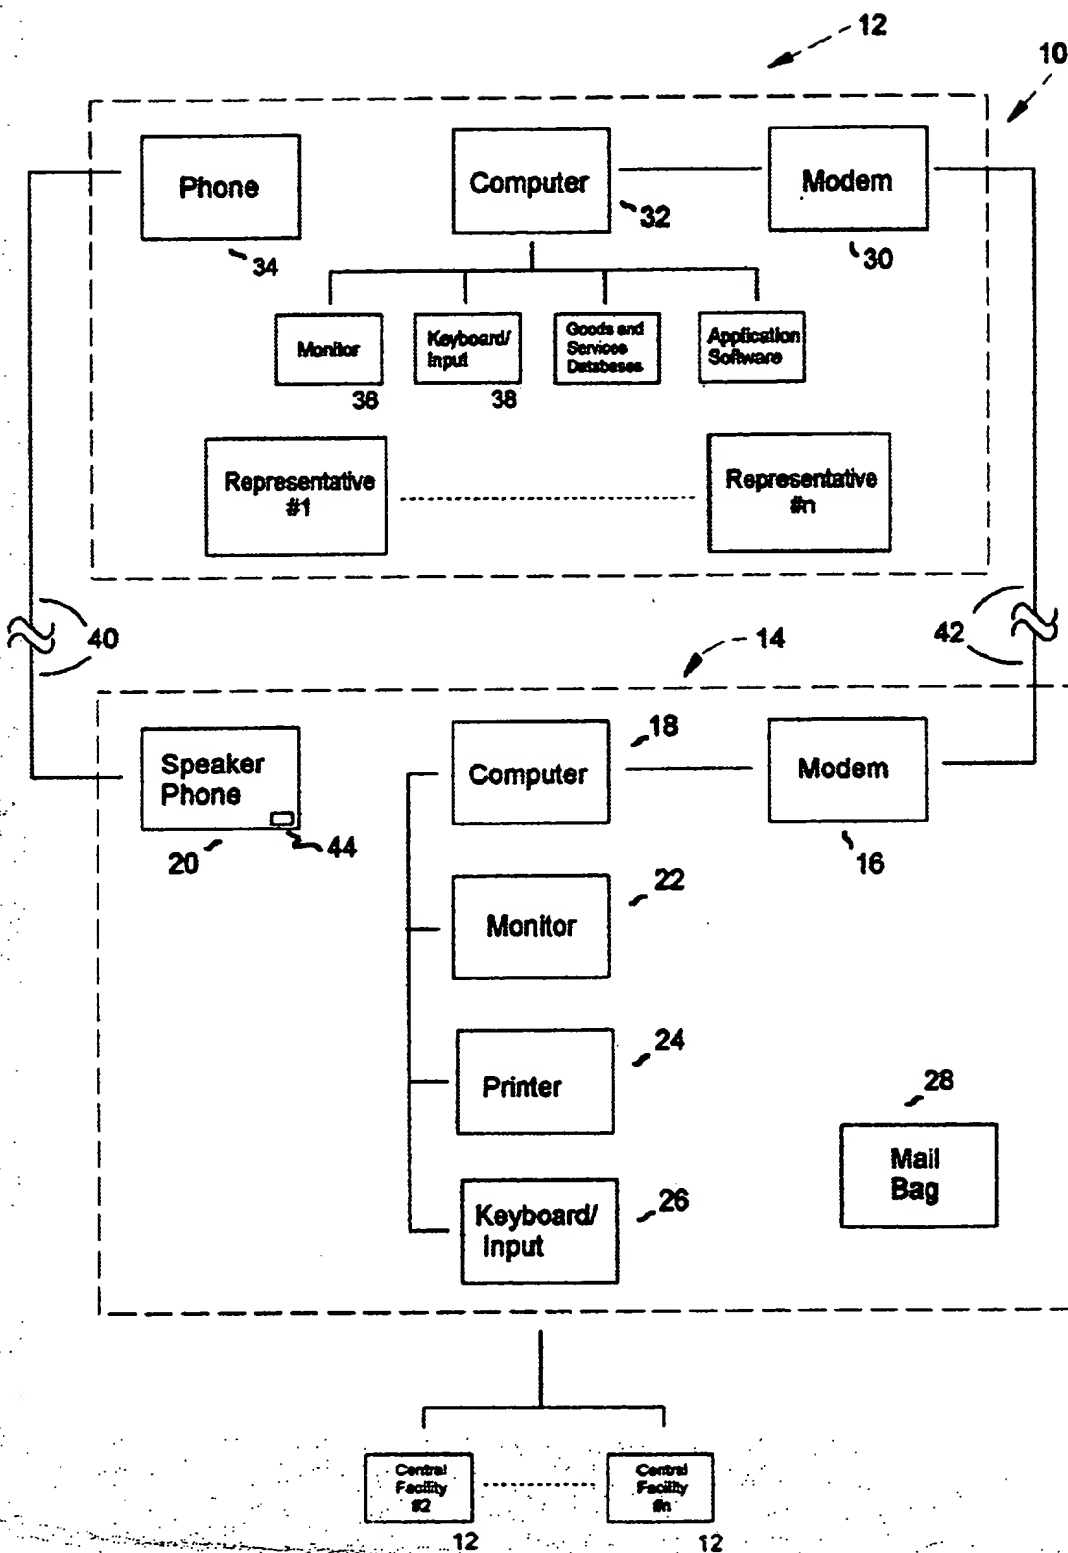 12
10
Phone
Computer
Modem
34
32
30
Monitor
Keyboard/
Input
Goods and
Services
Databases
Application
Software
36
38
Representative
#1
Representative
#n
40
42
14
Speaker
Phone
44
20
Computer
18
Modem
16
Monitor
22
Printer
24
Keyboard/
Input
26
28
Mail
Bag
Central
Facility
#2
Central
Facility
#n
12
12